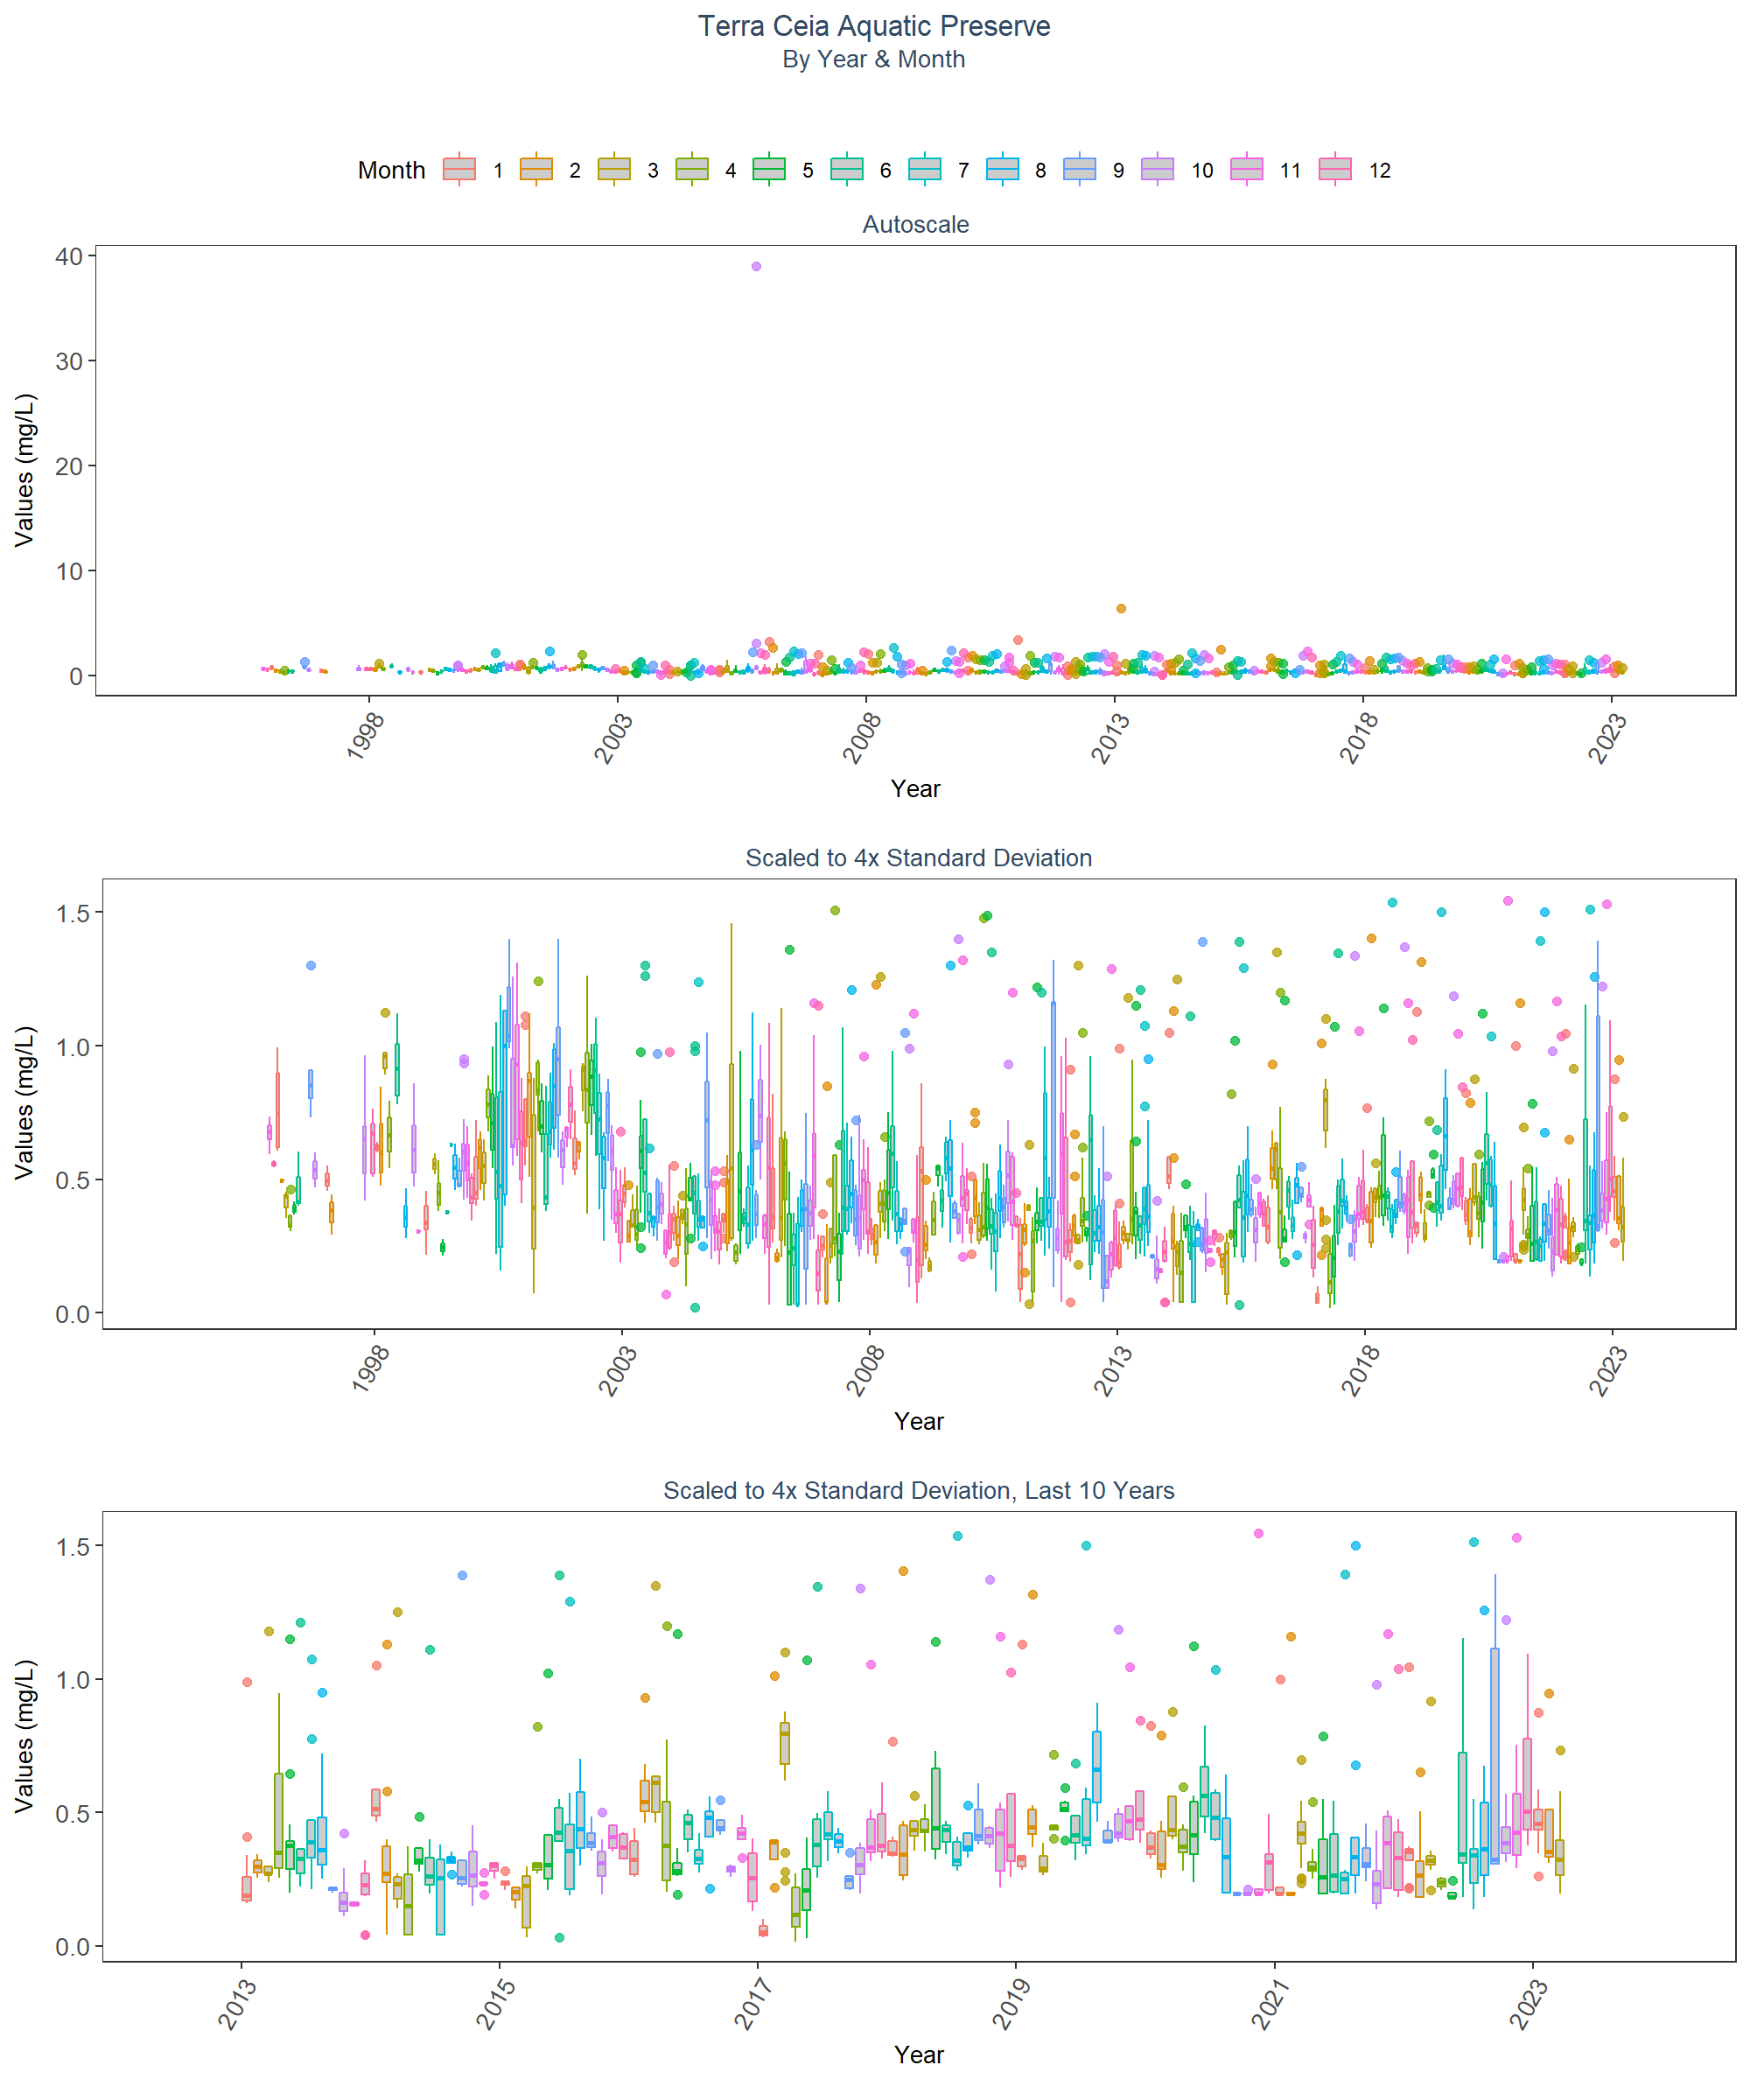 Terra Ceia Aquatic Preserve
By Year & Month
Month 1 2 3 4 5 6 7 8 9 10 11 12
Autoscale
40
30
20
10
0
Values (mg/L)
1998 2003 2008 2013 2018 2023
Year
Scaled to 4x Standard Deviation
1.5
1.0
0.5
0.0
Values (mg/L)
1998 2003 2008 2013 2018 2023
Year
Scaled to 4x Standard Deviation, Last 10 Years
1.5
1.0
0.5
0.0
Values (mg/L)
2013 2015 2017 2019 2021 2023
Year